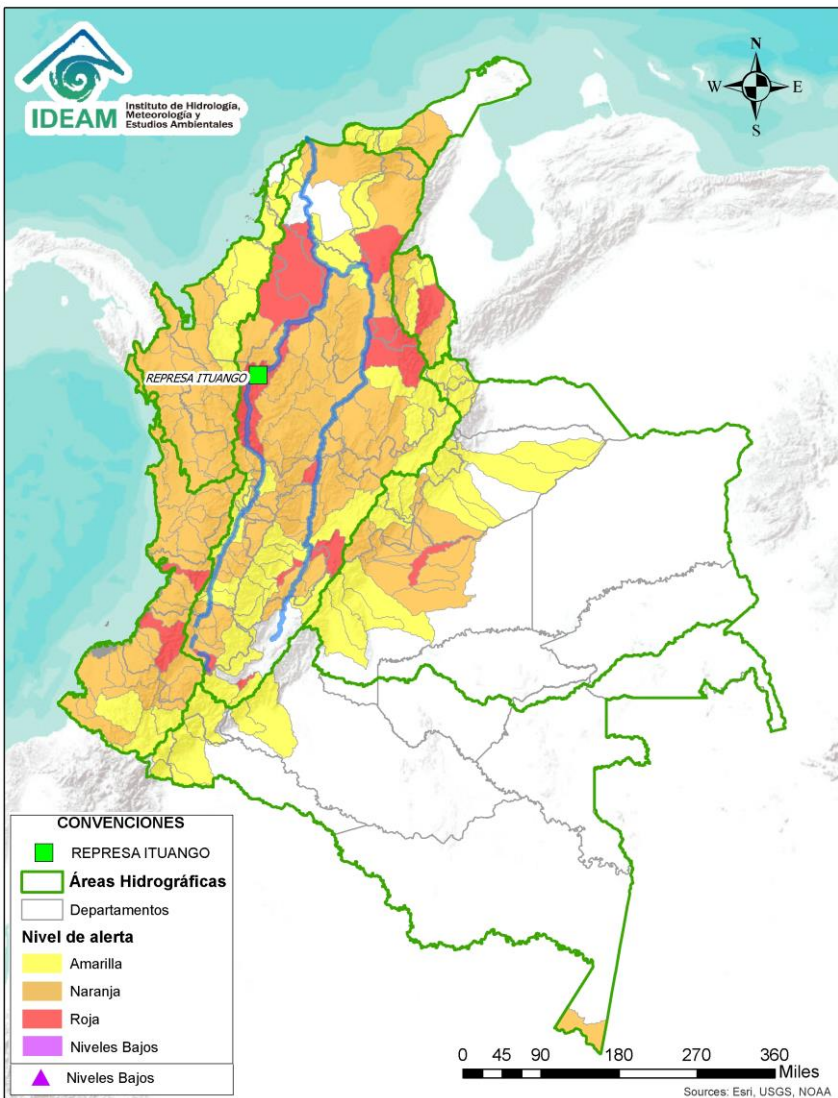 IDEAM
Instituto de Hidrología,
Meteorología y
Estudios Ambientales
N
W
E
S
REPRESA ITUANGO
CONVENCIONES
REPRESA ITUANGO
Áreas Hidrográficas
Departamentos
Nivel de alerta
Amarilla
Naranja
Roja
Niveles Bajos
Niveles Bajos
0 45 90 180 270 360
Miles
Sources: Esri, USGS, NOAA